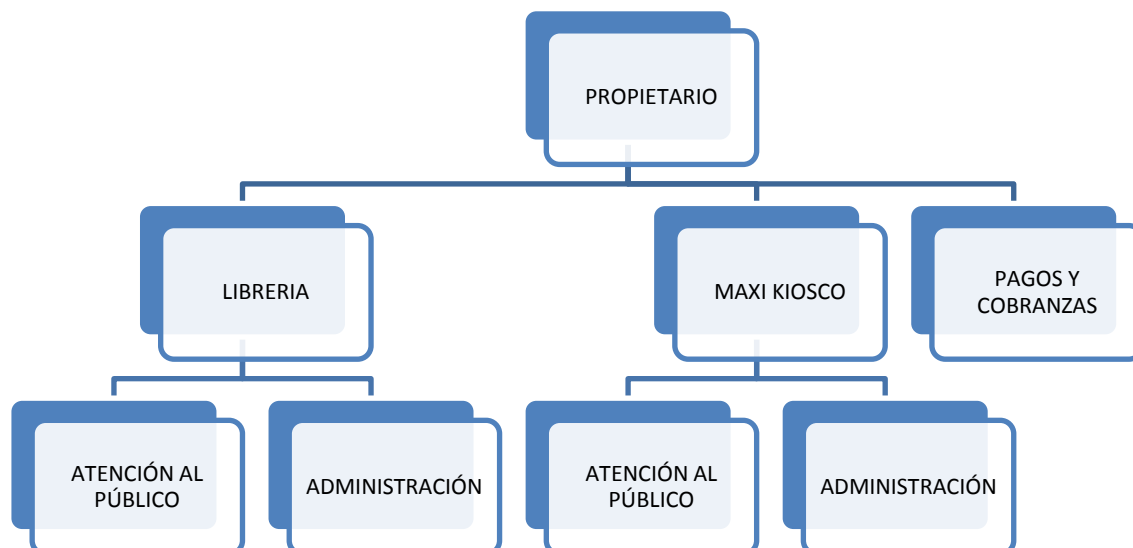 PROPIETARIO
LIBRERIA
MAXI KIOSCO
PAGOS Y
COBRANZAS
ATENCIÓN AL
PÚBLICO
ADMINISTRACIÓN
ATENCIÓN AL
PÚBLICO
ADMINISTRACIÓN